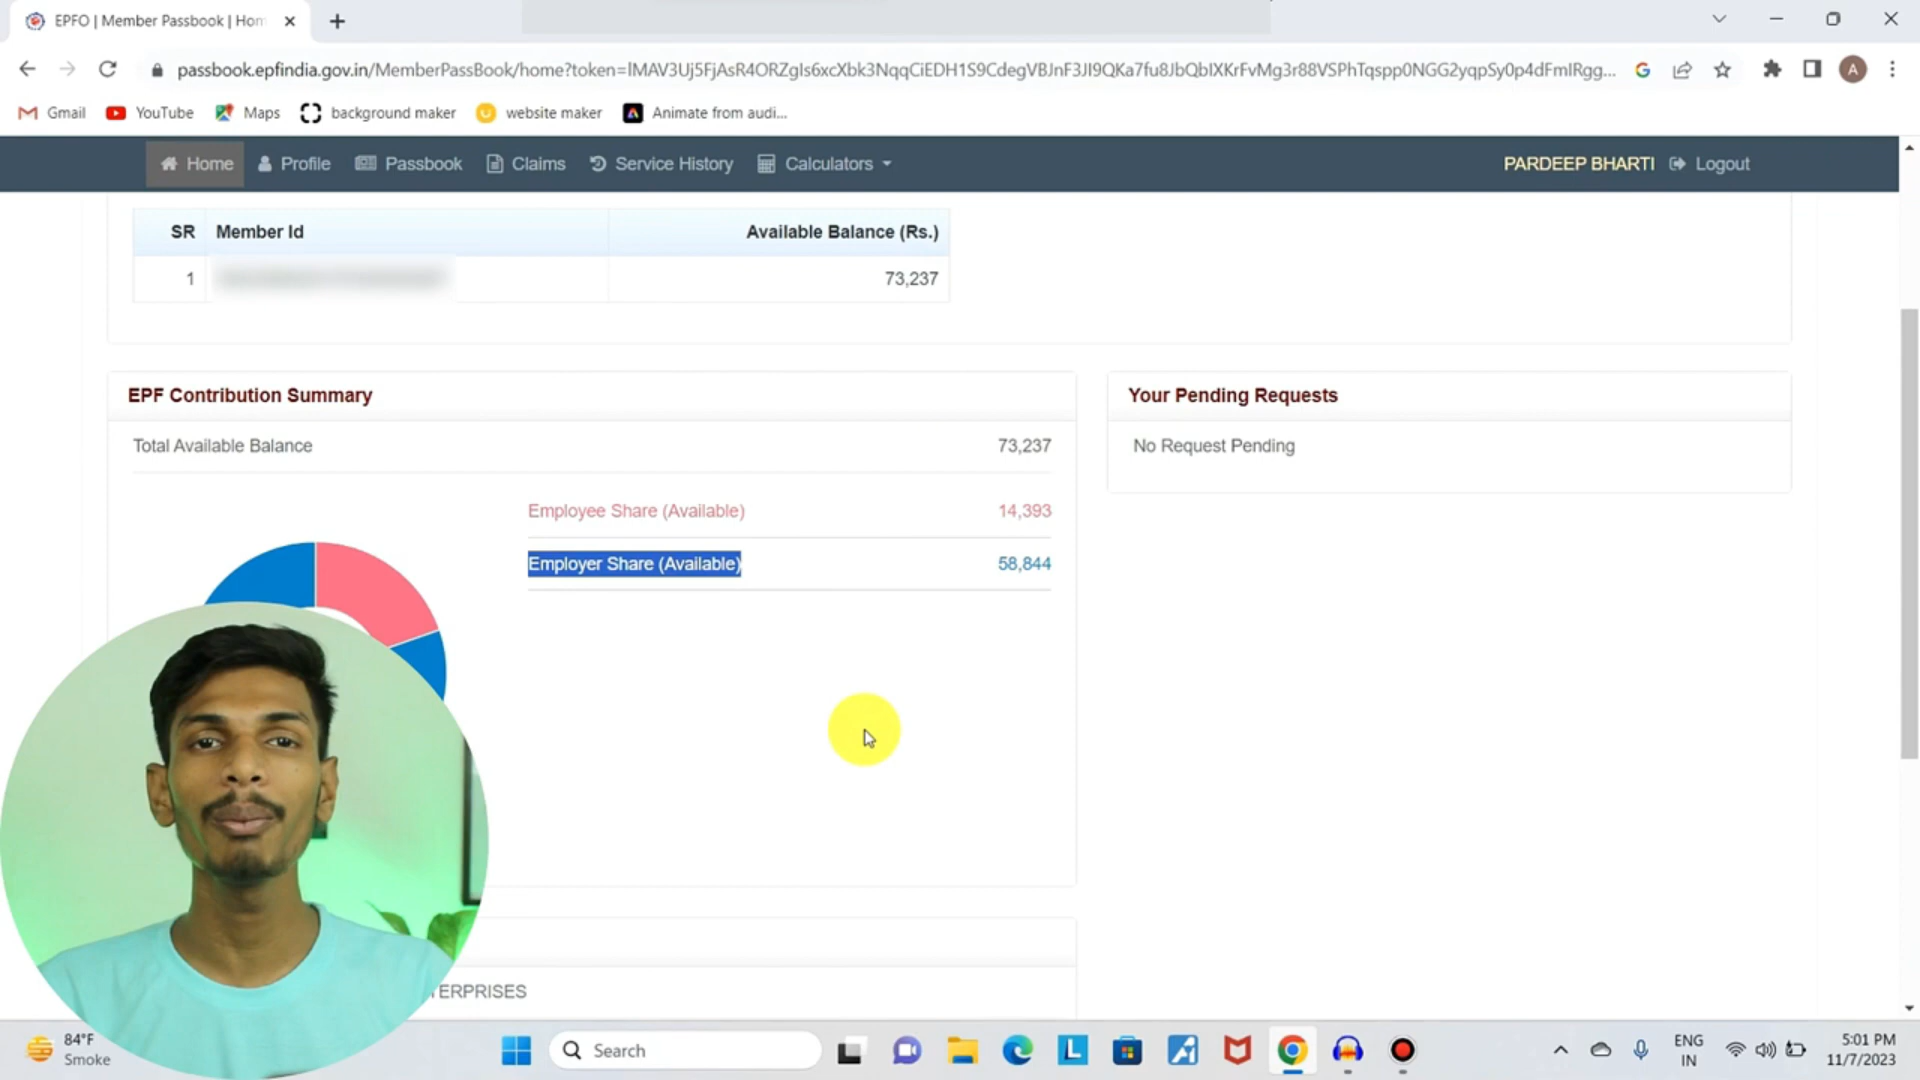 EPFO | Member Passbook | Hom
passbook.epfindia.gov.in/MemberPassBook/home?token=
Gmail YouTube Maps background maker website maker Animate from audi...
Home Profile Passbook Claims Service History Calculators PARDEEP BHARTI Logout
SR Member Id Available Balance (Rs.)
1 73,237
EPF Contribution Summary
Your Pending Requests
Total Available Balance 73,237
No Request Pending
Employee Share (Available) 14,393
Employer Share (Available) 58,844
TERPRISES
84°F
Smoke
Search
ENG
IN
5:01 PM
11/7/2023